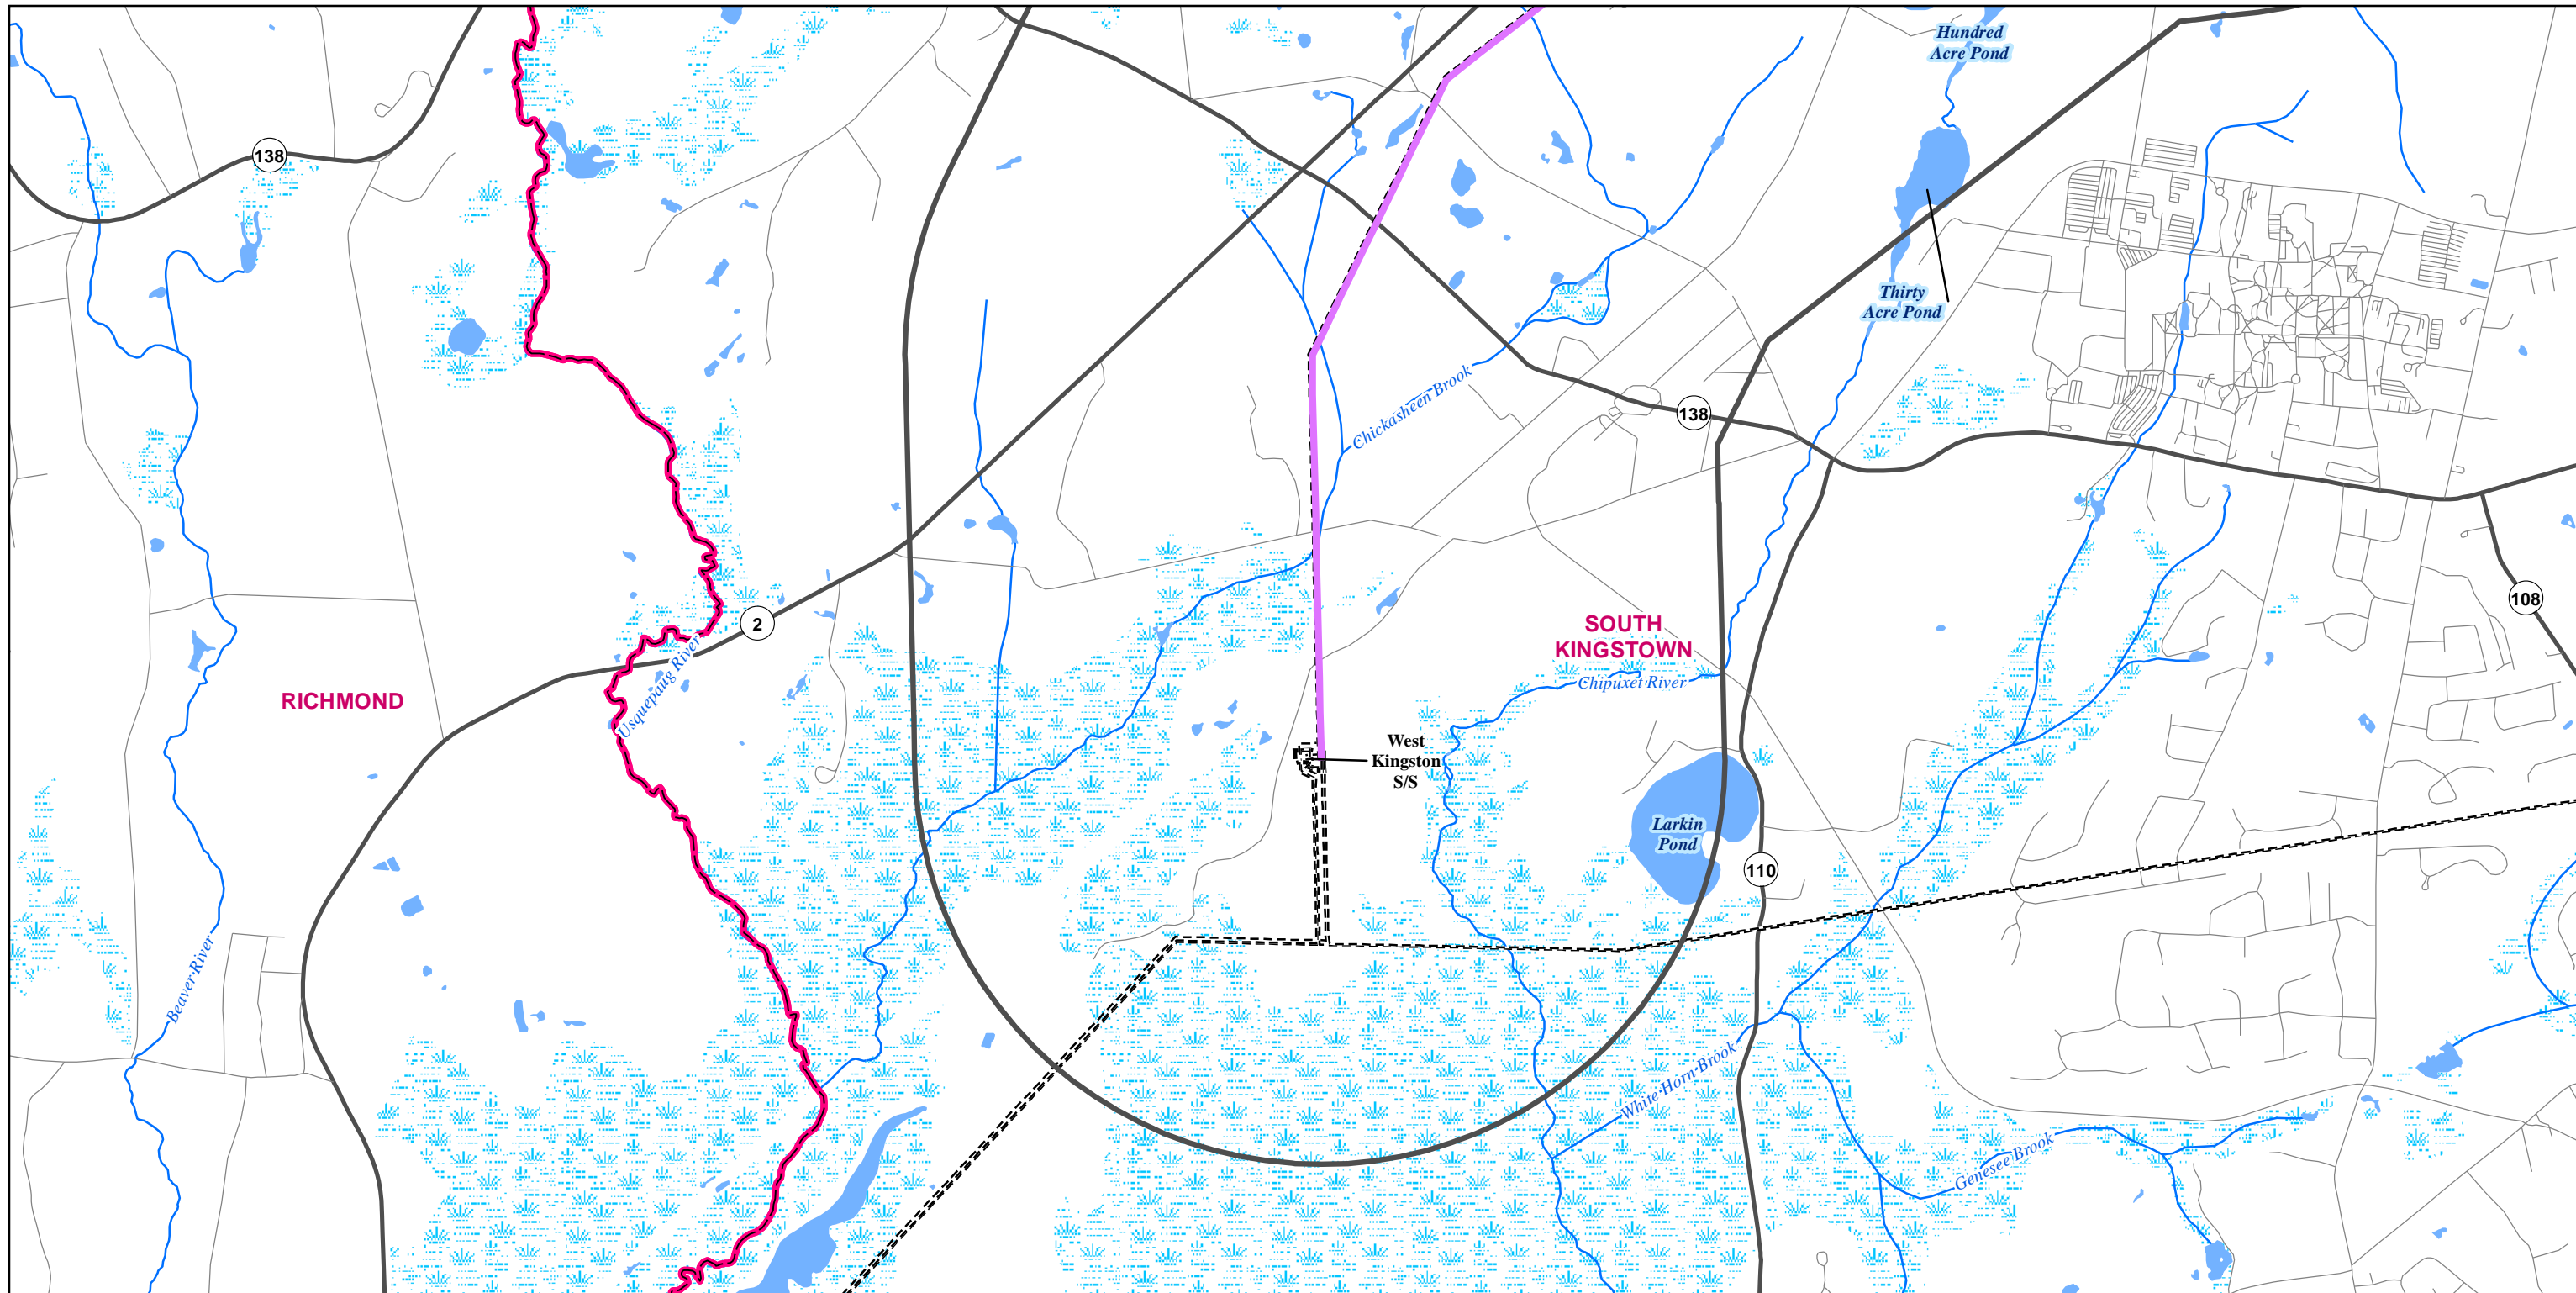 Hundred
Acre Pond
138
Thirty
Acre Pond
Chickasheen Brook
138
108
2
SOUTH
KINGSTOWN
Usquepaug River
RICHMOND
Chipuxet River
West
Kingston
S/S
Larkin
Pond
110
Beaver River
White Horn Brook
Genesee Brook